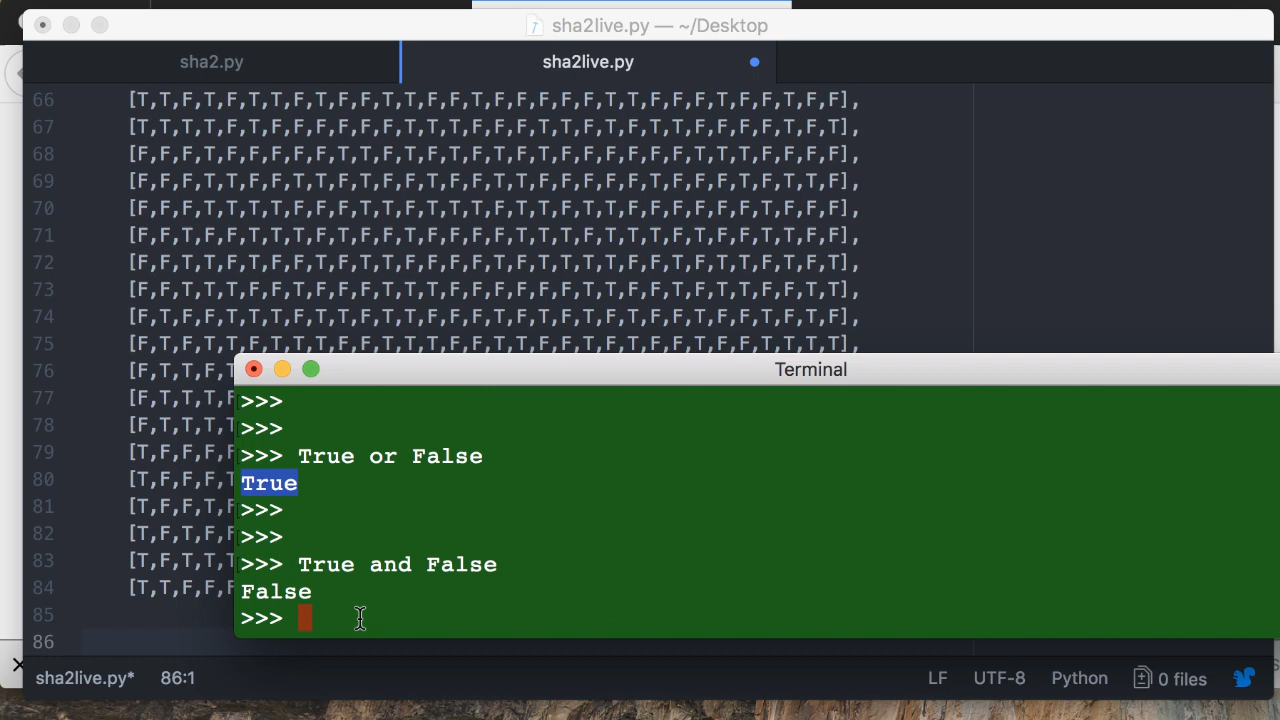 sha2live.py — ~/Desktop
sha2.py
sha2live.py
66 [T,T,F,T,F,T,T,F,T,F,F,T,T,F,F,T,F,F,F,F,F,T,T,F,F,F,T,F,F,T,F,F],
67 [T,T,T,T,F,T,F,F,F,F,F,F,T,T,T,F,F,F,T,T,F,T,F,T,T,F,F,F,F,T,F,T],
68 [F,F,F,T,F,F,F,F,F,T,T,F,T,F,T,F,T,F,T,F,F,F,F,F,F,T,T,T,F,F,F,F],
69 [F,F,F,T,T,F,F,T,T,F,T,F,F,T,F,F,T,T,F,F,F,F,F,T,F,F,F,T,F,T,T,F],
70 [F,F,F,T,T,T,T,F,F,F,T,T,F,T,T,T,F,T,T,F,T,T,F,F,F,F,F,F,T,F,F,F],
71 [F,F,T,F,F,T,T,T,F,T,F,F,T,F,F,F,F,T,T,T,F,T,T,T,F,T,F,F,T,T,F,F],
72 [F,F,T,T,F,T,F,F,T,F,T,T,F,F,F,F,T,F,T,T,T,T,F,F,T,F,T,T,F,T,F,T],
73 [F,F,T,T,T,F,F,T,F,F,F,T,T,T,F,F,F,F,F,F,T,T,F,F,T,F,T,T,F,F,T,T],
74 [F,T,F,F,T,T,T,F,T,T,F,T,T,F,F,F,T,F,T,F,T,F,T,F,F,T,F,F,T,F,T,F],
76 [F,T,T,F,T
77 [F,T,T,T,F
78 [F,T,T,T,T
79 [T,F,F,F,F
80 [T,F,F,F,T
81 [T,F,F,T,F
82 [T,F,T,F,F
83 [T,F,T,T,T
84 [T,T,F,F,F
85
86
Terminal
>>>
>>>
>>> True or False
True
>>>
>>>
>>> True and False
False
>>>
sha2live.py* 86:1
LF UTF-8 Python 0 files